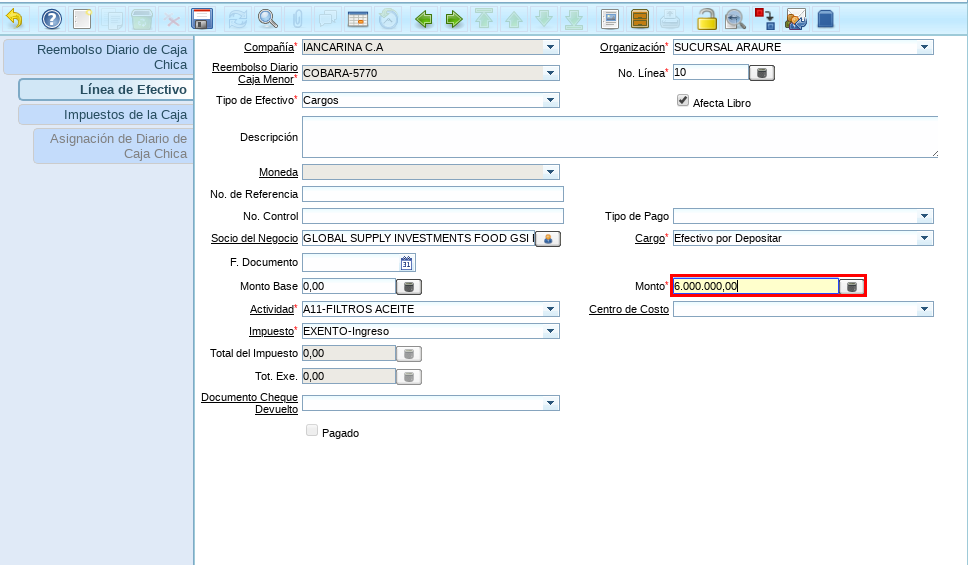 Reembolso Diario de Caja
Chica
Línea de Efectivo
Impuestos de la Caja
Asignación de Diario de
Caja Chica
Compañía* IANCARINA C.A
Organización* SUCURSAL ARAURE
Reembolso Diario
Caja Menor* COBARA-5770
No. Línea* 10
Tipo de Efectivo* Cargos
Afecta Libro
Descripción
Moneda
No. de Referencia
No. Control
Tipo de Pago
Socio del Negocio GLOBAL SUPPLY INVESTMENTS FOOD GSI
Cargo* Efectivo por Depositar
F. Documento 31
Monto Base 0,00
Monto* 6.000.000,00
Actividad* A11-FILTROS ACEITE
Centro de Costo
Impuesto* EXENTO-Ingreso
Total del Impuesto 0,00
Tot. Exe. 0,00
Documento Cheque
Devuelto
Pagado